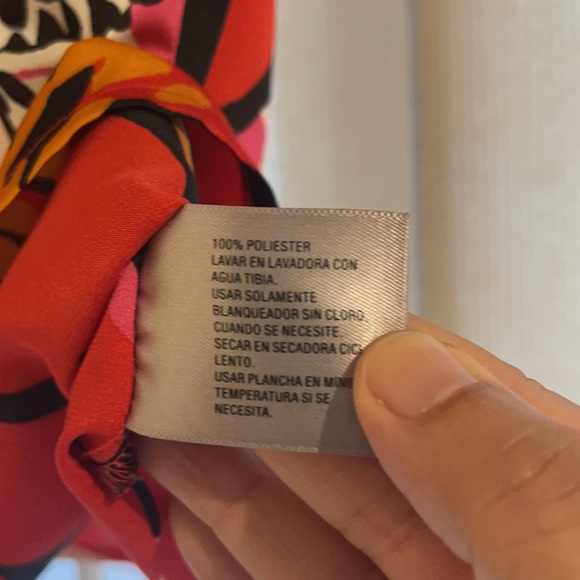 100% POLIESTER
LAVAR EN LAVADORA CON
AGUA TIBIA.
USAR SOLAMENTE
BLANQUEADOR SIN CLORO,
CUANDO SE NECESITE.
SECAR EN SECADORA
LENTO.
USAR PLANCHA EN
TEMPERATURA SI SE
NECESITA.